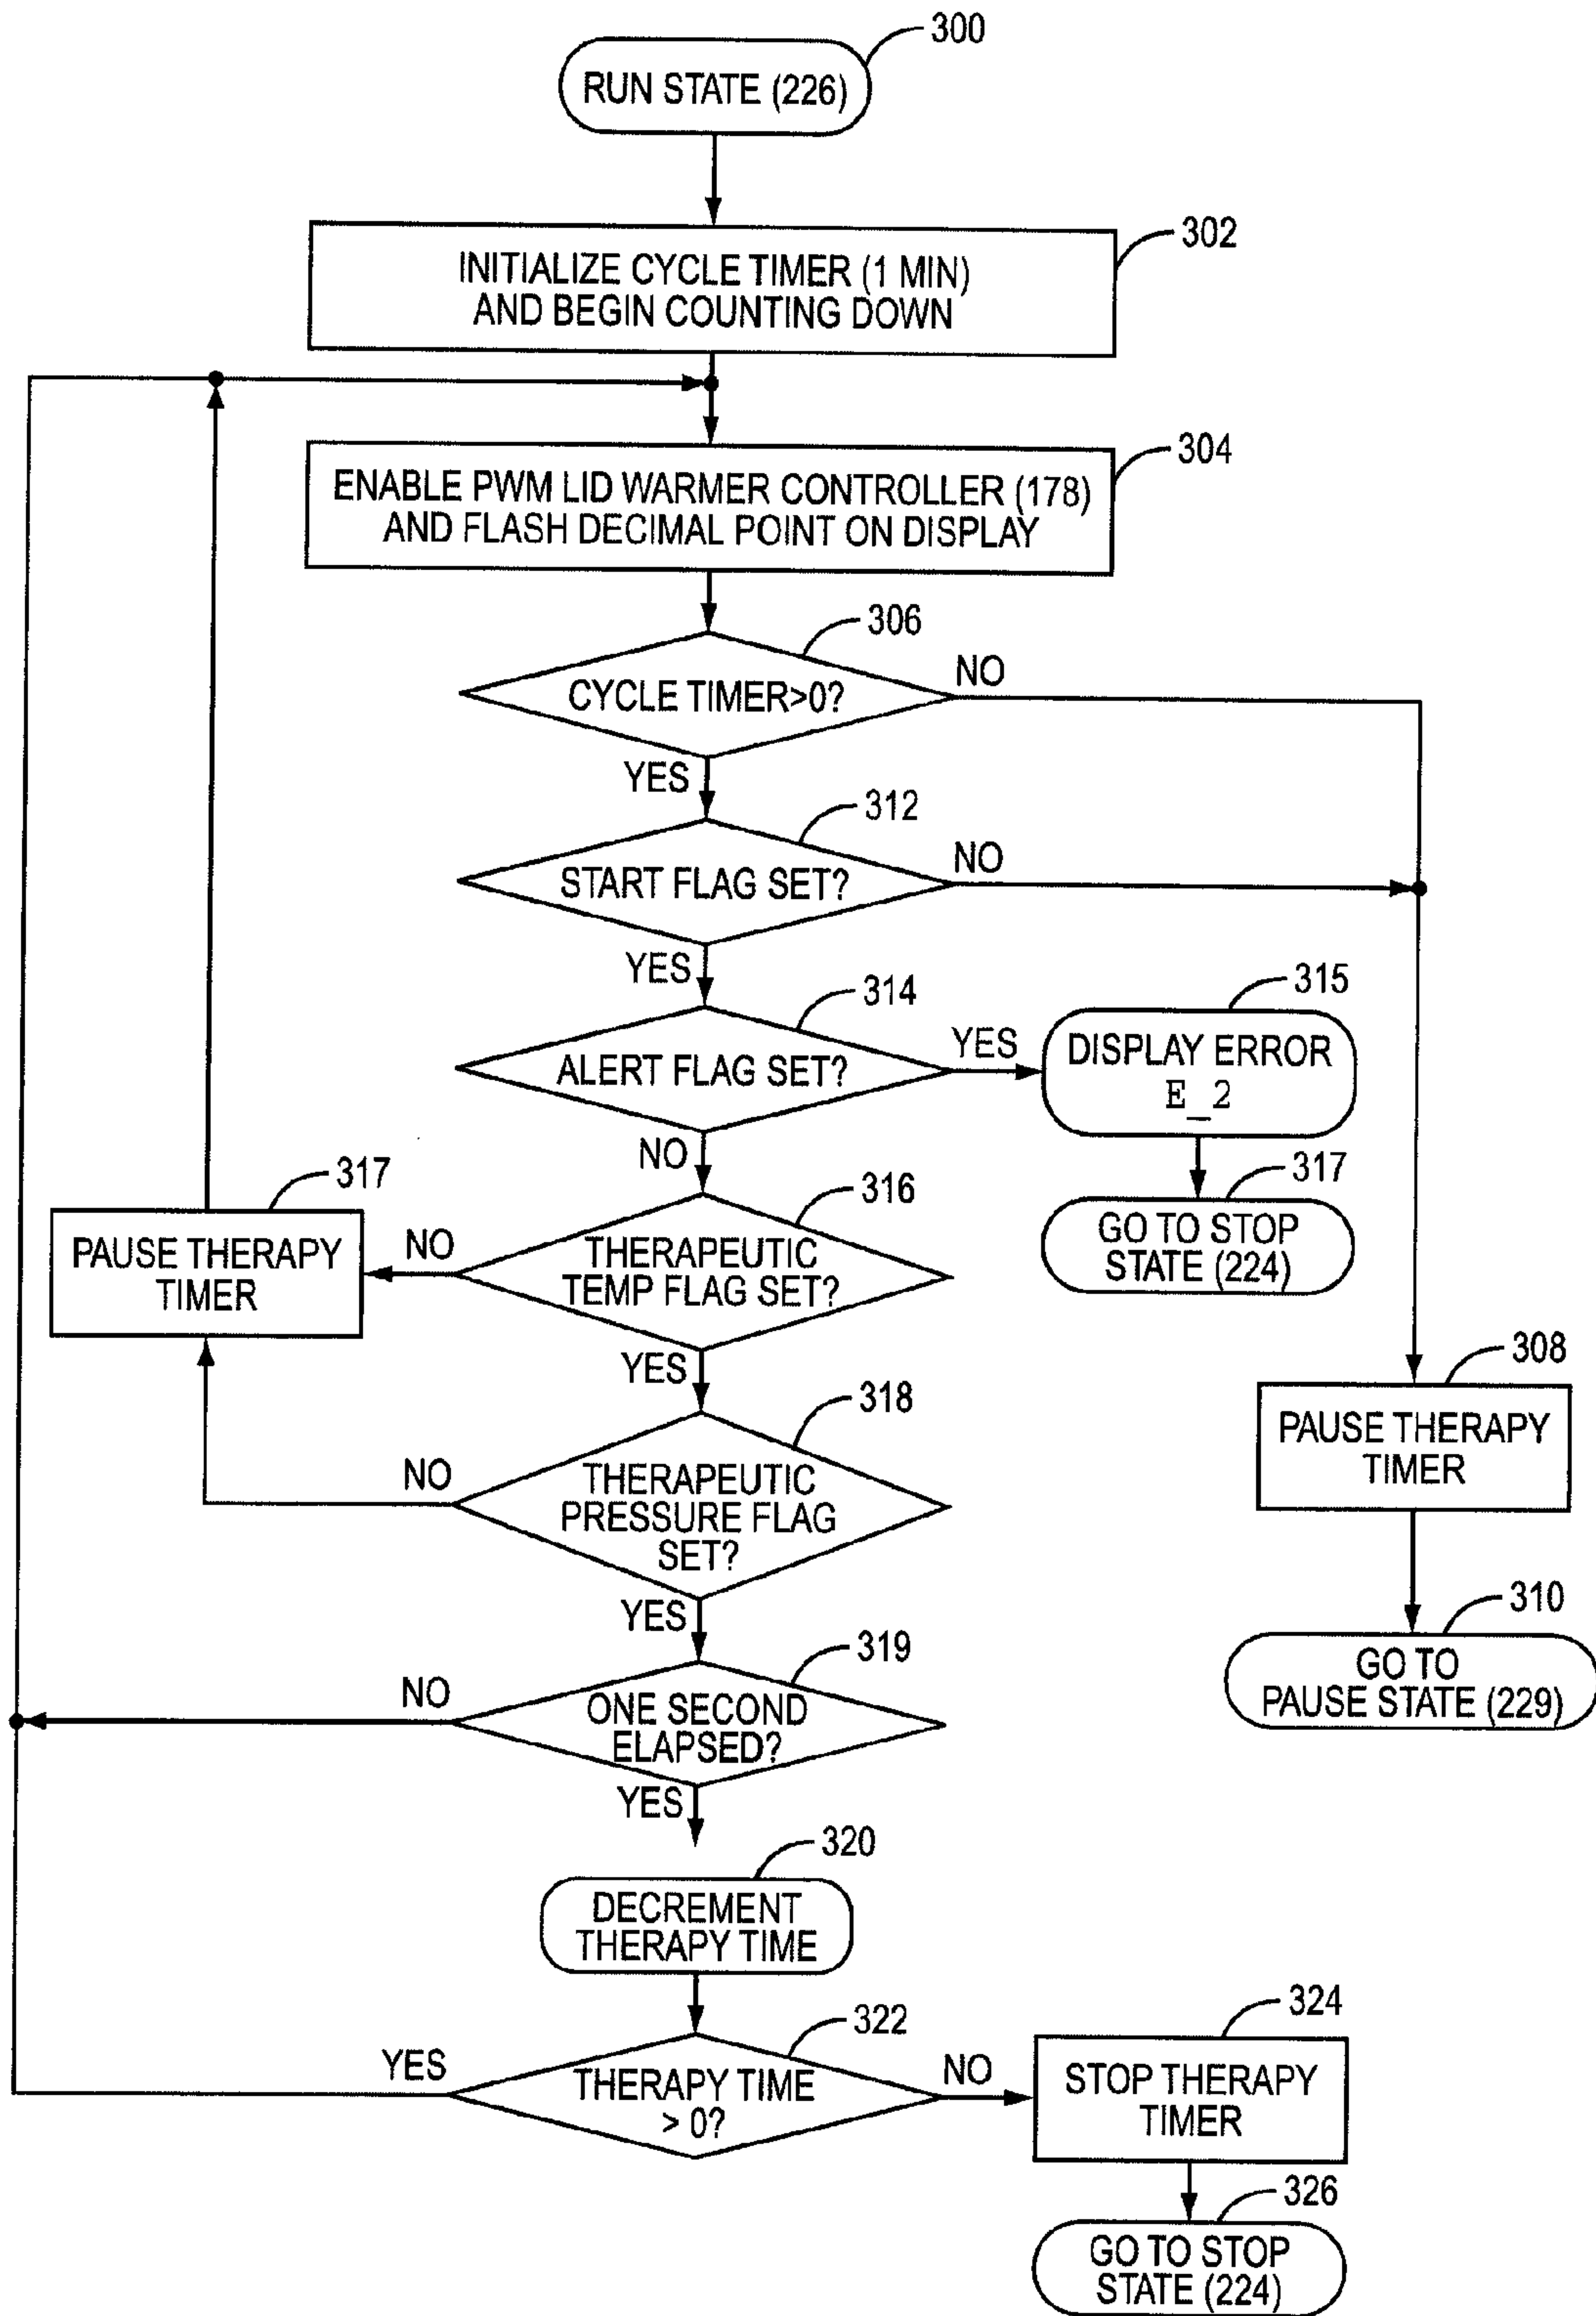 300
RUN STATE (226)
302
INITIALIZE CYCLE TIMER (1 MIN)
AND BEGIN COUNTING DOWN
304
ENABLE PWM LID WARMER CONTROLLER (178)
AND FLASH DECIMAL POINT ON DISPLAY
306
CYCLE TIMER>0?
NO
YES
312
START FLAG SET?
NO
YES
314
ALERT FLAG SET?
YES
315
DISPLAY ERROR
E_2
NO
317
GO TO STOP
STATE (224)
316
THERAPEUTIC
TEMP FLAG SET?
NO
317
PAUSE THERAPY
TIMER
YES
308
PAUSE THERAPY
TIMER
318
THERAPEUTIC
PRESSURE FLAG
SET?
NO
YES
310
GO TO
PAUSE STATE (229)
319
ONE SECOND
ELAPSED?
NO
YES
320
DECREMENT
THERAPY TIME
322
THERAPY TIME
> 0?
YES
NO
324
STOP THERAPY
TIMER
326
GO TO STOP
STATE (224)